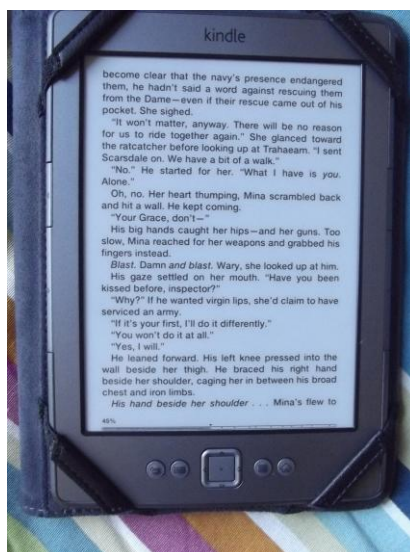 kindle
become clear that the navy's presence endangered
them, he hadn't said a word against rescuing them
from the Dame—even if their rescue came out of his
pocket. She sighed.
"It won't matter, anyway. There will be no reason
for us to ride together again." She glanced toward
the ratcatcher before looking up at Trahaearn. "I sent
Scarsdale on. We have a bit of a walk."
"No." He started for her. "What I have is you.
Alone."
Oh, no. Her heart thumping, Mina scrambled back
and hit a wall. He kept coming.
"Your Grace, don't—"
His big hands caught her hips—and her guns. Too
slow, Mina reached for her weapons and grabbed his
fingers instead.
Blast. Damn and blast. Wary, she looked up at him.
His gaze settled on her mouth. "Have you been
kissed before, inspector?"
"Why?" If he wanted virgin lips, she'd claim to have
serviced an army.
"If it's your first, I'll do it differently."
"You won't do it at all."
"Yes, I will."
He leaned forward. His left knee pressed into the
wall beside her thigh. He braced his right hand
beside her shoulder, caging her in between his broad
chest and iron limbs.
His hand beside her shoulder . . . Mina's flew to
46%